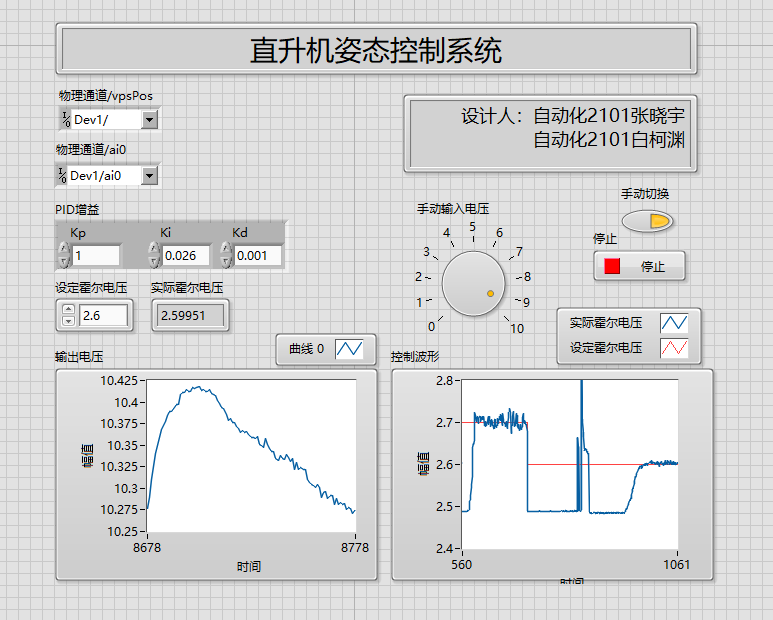 直升机姿态控制系统
物理通道/vpsPos
Dev1/
设计人：自动化2101张晓宇
自动化2101白柯渊
物理通道/ai0
Dev1/ai0
手动切换
PID增益
手动输入电压
Kp Ki Kd
1 0.026 0.001
停止
停止
0 1 2 3 4 5 6 7 8 9 10
设定霍尔电压 实际霍尔电压
2.6 2.59951
实际霍尔电压
设定霍尔电压
曲线 0
输出电压
幅值
10.425
10.4
10.375
10.35
10.325
10.3
10.275
10.25
8678 8778
时间
控制波形
幅值
2.8
2.7
2.6
2.5
2.4
560 1061
时间